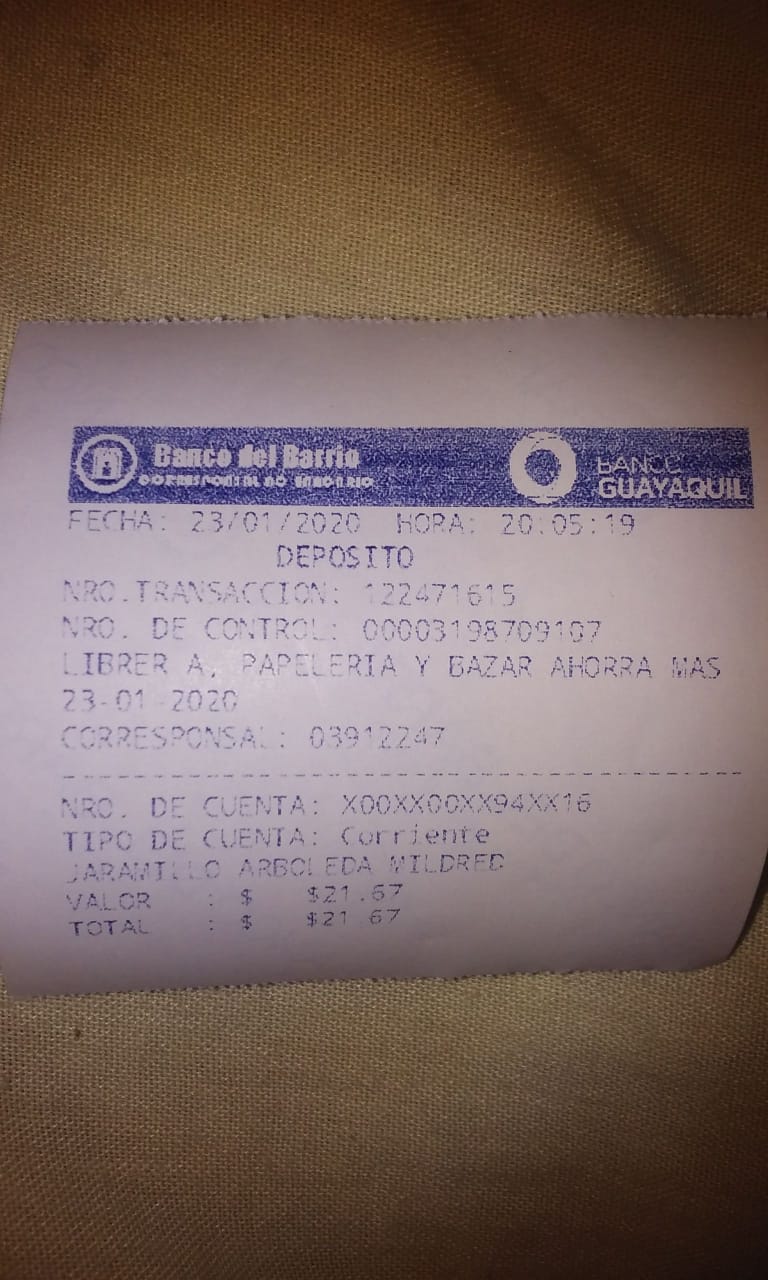 Banco del Barrio
CORRESPONSAL NO BANCARIO
BANCO
GUAYAQUIL
FECHA: 23/01/2020 HORA: 20:05:19
DEPOSITO
NRO.TRANSACCION: 122471615
NRO. DE CONTROL: 00003198709107
LIBRER A, PAPELERIA Y BAZAR AHORRA MAS
23-01-2020
CORRESPONSAL: 03912247
NRO. DE CUENTA: X00XX00XX94XX16
TIPO DE CUENTA: Corriente
JARAMILLO ARBOLEDA MILDRED
VALOR : $ $21.67
TOTAL : $ $21.67